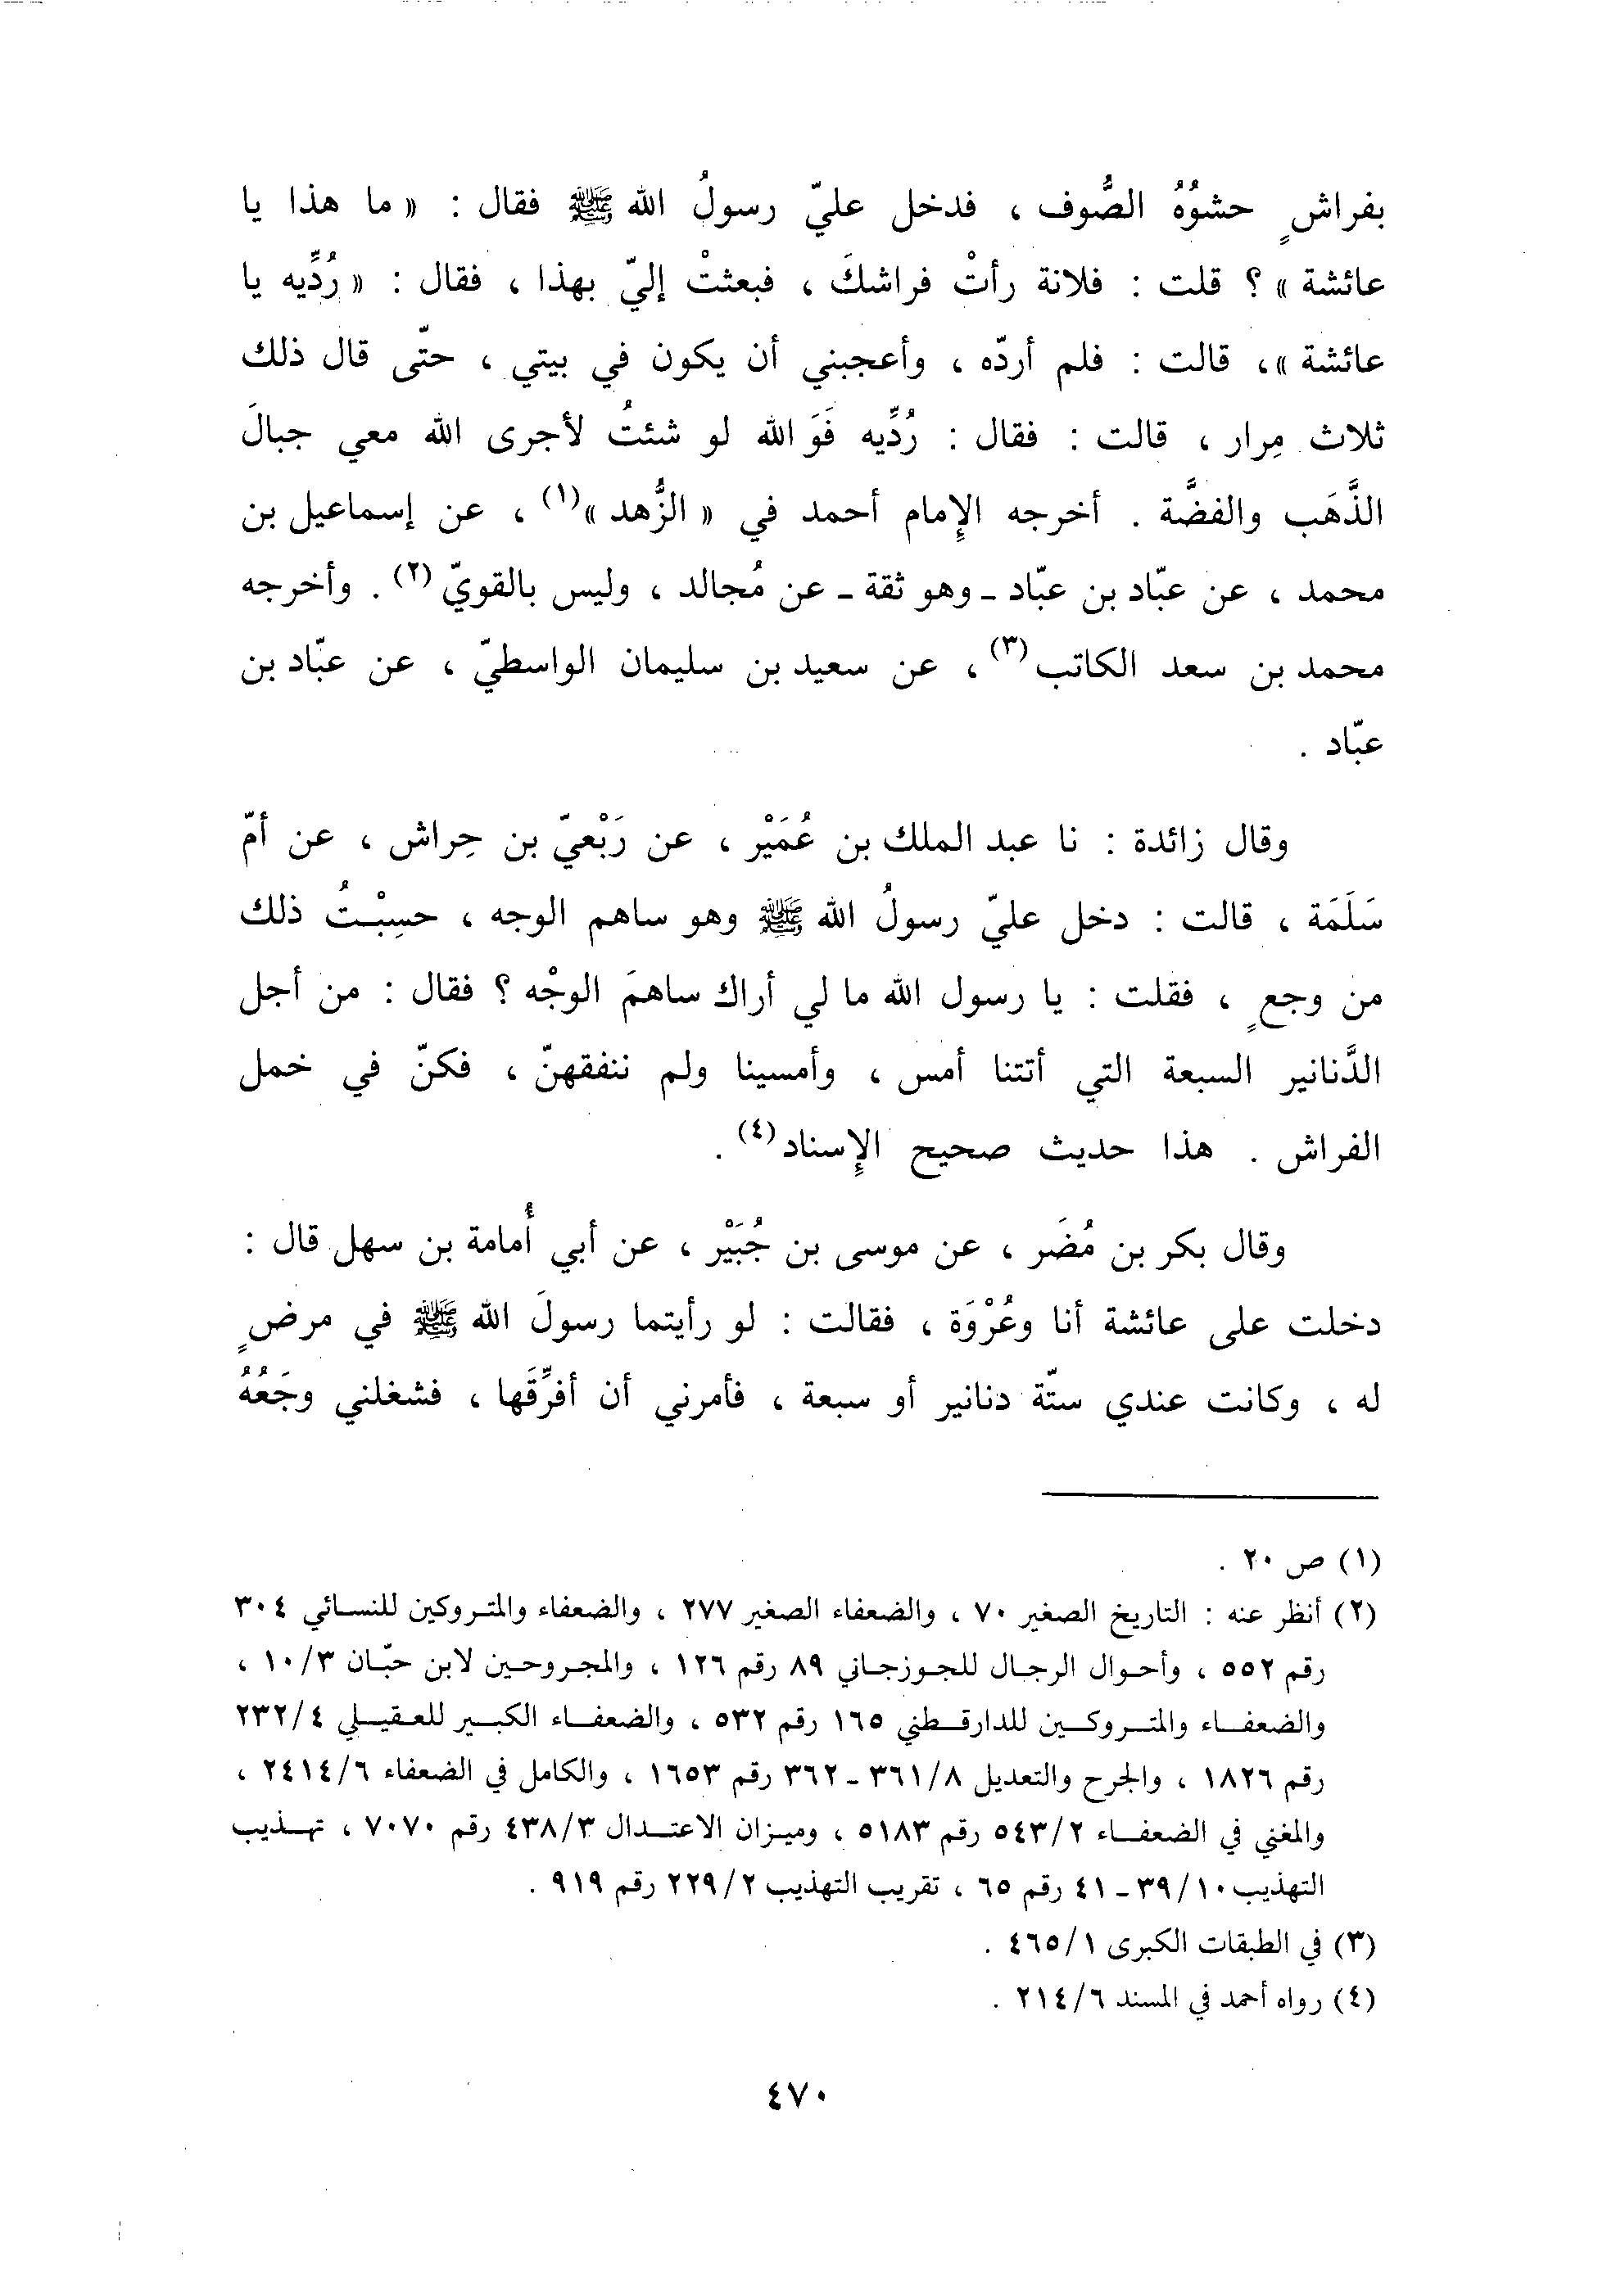 بفراشٍ حشوُهُ الصُّوف ، فدخل عليّ رسولُ الله ﷺ فقال : « ما هذا يا
عائشة » ؟ قلت : فلانة رأتْ فراشكَ ، فبعثتْ إليّ بهذا ، فقال : « رُدِّيه يا
عائشة »، قالت : فلم أردّه ، وأعجبني أن يكون في بيتي ، حتّى قال ذلك
ثلاث مِرار ، قالت : فقال : رُدِّيه فَوَ الله لو شئتُ لأجرى الله معي جبالَ
الذَّهَب والفضَّة . أخرجه الإمام أحمد في « الزُّهد »(١) ، عن إسماعيل بن
محمد ، عن عبّاد بن عبّاد ـ وهو ثقة ـ عن مُجالد ، وليس بالقويّ(٢) . وأخرجه
محمد بن سعد الكاتب(٣) ، عن سعيد بن سليمان الواسطيّ ، عن عبّاد بن
عبّاد .
وقال زائدة : نا عبد الملك بن عُمَيْر ، عن رَبْعيّ بن حِراش ، عن أمّ
سَلَمَة ، قالت : دخل عليّ رسولُ الله ﷺ وهو ساهم الوجه ، حسِبْتُ ذلك
من وجعٍ ، فقلت : يا رسول الله ما لي أراك ساهمَ الوجْه ؟ فقال : من أجل
الدَّنانير السبعة التي أتتنا أمس ، وأمسينا ولم ننفقهنّ ، فكنّ في خمل
الفراش . هذا حديث صحيح الإسناد(٤) .
وقال بكر بن مُضَر ، عن موسى بن جُبَيْر ، عن أبي أُمامة بن سهل قال :
دخلت على عائشة أنا وعُرْوَة ، فقالت : لو رأيتما رسولَ الله ﷺ في مرضٍ
له ، وكانت عندي ستّة دنانير أو سبعة ، فأمرني أن أفرِّقَها ، فشغلني وجَعُهُ
(١) ص ٢٠ .
(٢) أنظر عنه : التاريخ الصغير ٧٠ ، والضعفاء الصغير ٢٧٧ ، والضعفاء والمتروكين للنسائي ٣٠٤
رقم ٥٥٢ ، وأحوال الرجال للجوزجاني ٨٩ رقم ١٢٦ ، والمجروحين لابن حبّان ١٠/٣ ،
والضعفاء والمتروكين للدارقطني ١٦٥ رقم ٥٣٢ ، والضعفاء الكبير للعقيلي ٢٣٢/٤
رقم ١٨٢٦ ، والجرح والتعديل ٣٦١/٨ ـ ٣٦٢ رقم ١٦٥٣ ، والكامل في الضعفاء ٢٤١٤/٦ ،
والمغني في الضعفاء ٥٤٣/٢ رقم ٥١٨٣ ، وميزان الاعتدال ٤٣٨/٣ رقم ٧٠٧٠ ، تهذيب
التهذيب ٣٩/١٠ ـ ٤١ رقم ٦٥ ، تقريب التهذيب ٢٢٩/٢ رقم ٩١٩ .
(٣) في الطبقات الكبرى ٤٦٥/١ .
(٤) رواه أحمد في المسند ٢١٤/٦ .
٤٧٠